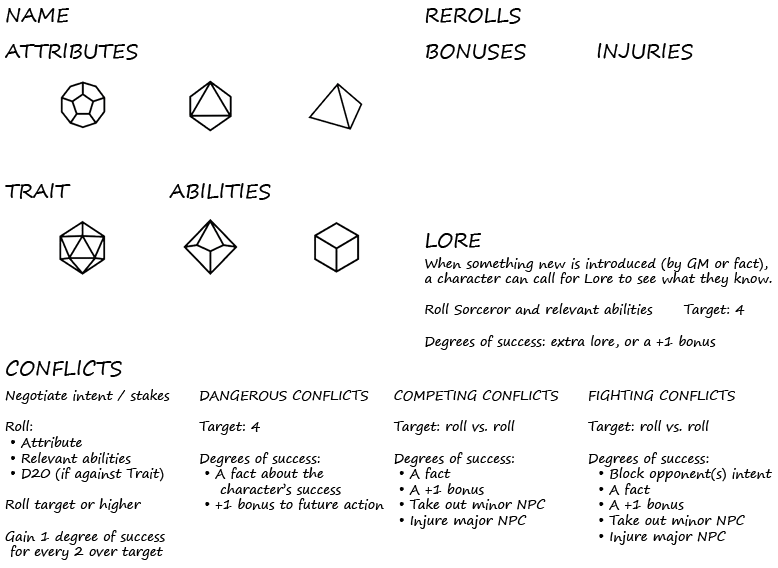 NAME
REROLLS
ATTRIBUTES
BONUSES
INJURIES
TRAIT
ABILITIES
LORE
When something new is introduced (by GM or fact),
a character can call for Lore to see what they know.
Roll Sorceror and relevant abilities
Target: 4
Degrees of success: extra lore, or a +1 bonus
CONFLICTS
Negotiate intent / stakes
Roll:
• Attribute
• Relevant abilities
• D20 (if against Trait)
Roll target or higher
Gain 1 degree of success
for every 2 over target
DANGEROUS CONFLICTS
Target: 4
Degrees of success:
• A fact about the
character's success
• +1 bonus to future action
COMPETING CONFLICTS
Target: roll vs. roll
Degrees of success:
• A fact
• A +1 bonus
• Take out minor NPC
• Injure major NPC
FIGHTING CONFLICTS
Target: roll vs. roll
Degrees of success:
• Block opponent(s) intent
• A fact
• A +1 bonus
• Take out minor NPC
• Injure major NPC